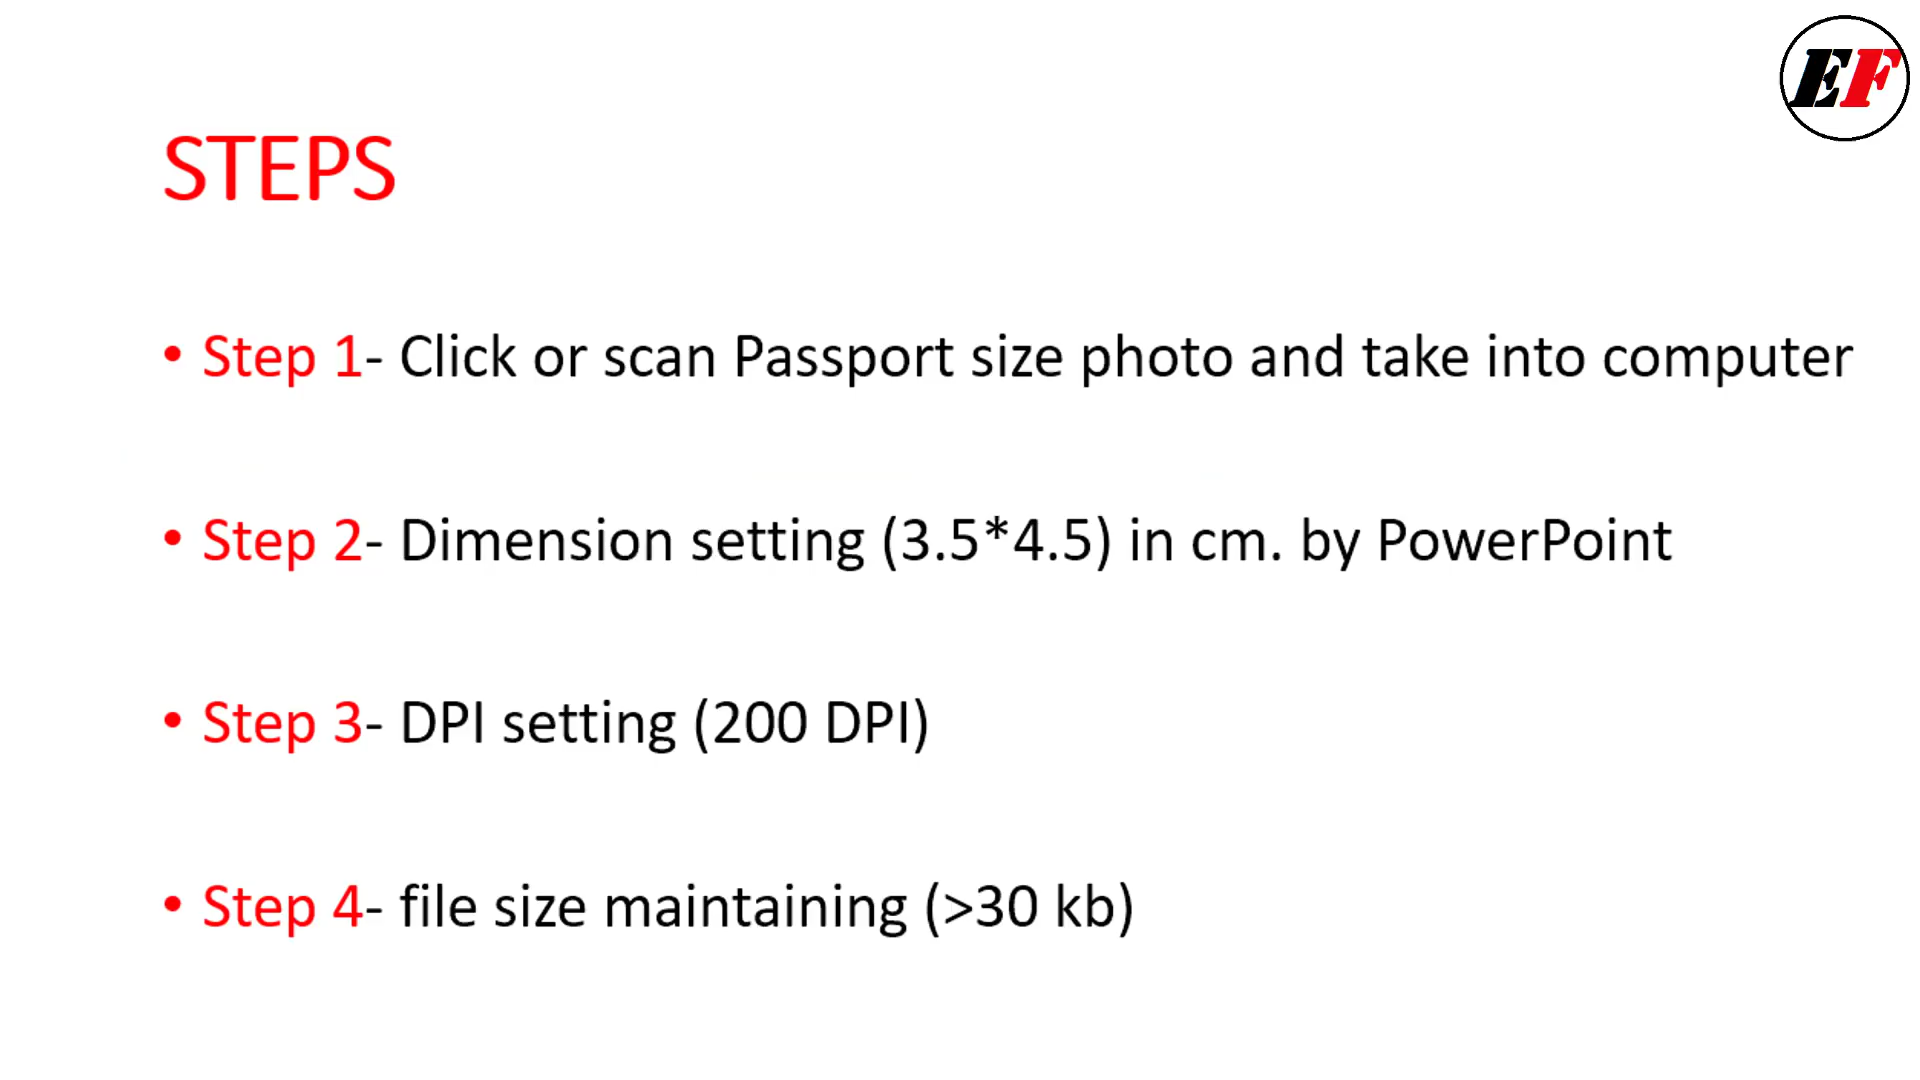 EF
STEPS
• Step 1- Click or scan Passport size photo and take into computer
• Step 2- Dimension setting (3.5*4.5) in cm. by PowerPoint
• Step 3- DPI setting (200 DPI)
• Step 4- file size maintaining (>30 kb)